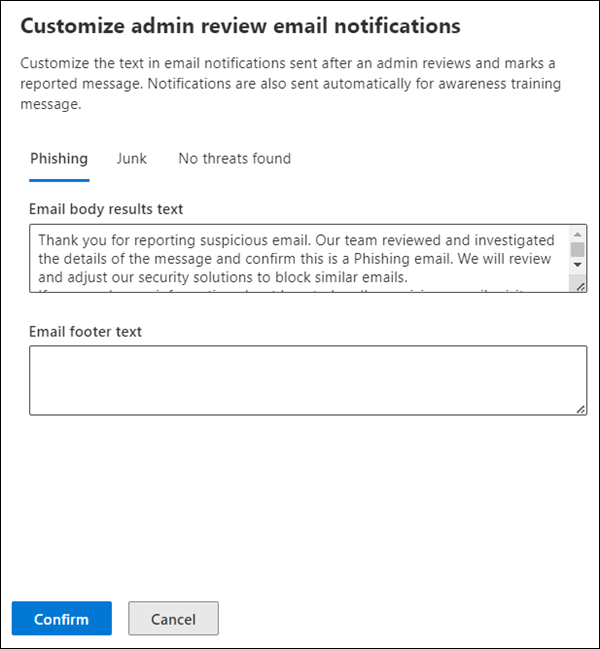 Customize admin review email notifications
Customize the text in email notifications sent after an admin reviews and marks a
reported message. Notifications are also sent automatically for awareness training
message.
Phishing Junk No threats found
Email body results text
Thank you for reporting suspicious email. Our team reviewed and investigated
the details of the message and confirm this is a Phishing email. We will review
and adjust our security solutions to block similar emails.
Email footer text
Confirm Cancel